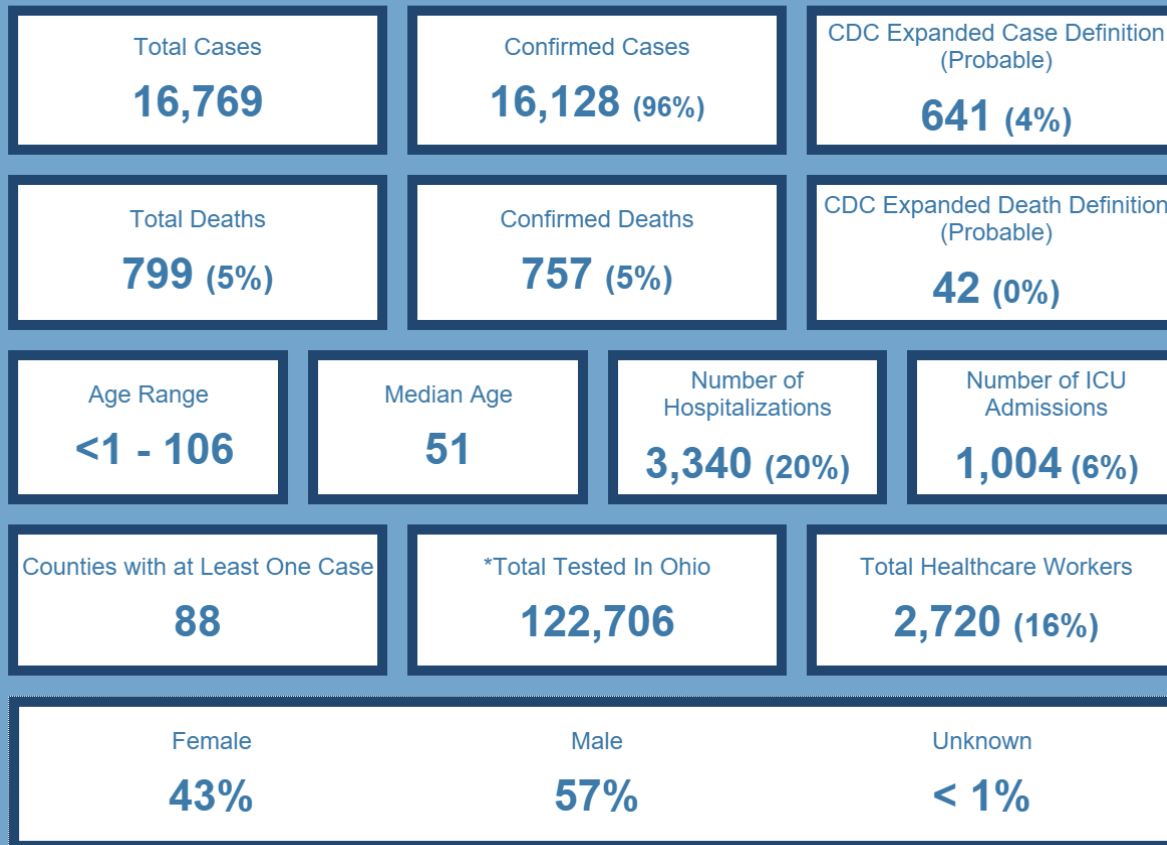 Total Cases
16,769
Confirmed Cases
16,128 (96%)
CDC Expanded Case Definition
(Probable)
641 (4%)
Total Deaths
799 (5%)
Confirmed Deaths
757 (5%)
CDC Expanded Death Definition
(Probable)
42 (0%)
Age Range
<1 - 106
Median Age
51
Number of
Hospitalizations
3,340 (20%)
Number of ICU
Admissions
1,004 (6%)
Counties with at Least One Case
88
*Total Tested In Ohio
122,706
Total Healthcare Workers
2,720 (16%)
Female
43%
Male
57%
Unknown
< 1%